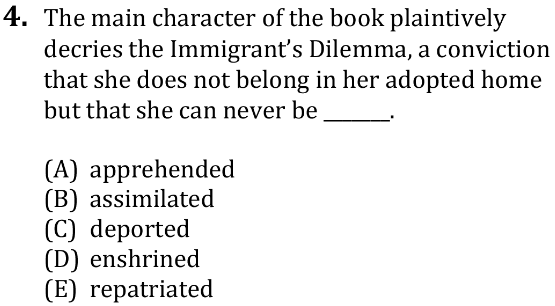 4. The main character of the book plaintively
decries the Immigrant's Dilemma, a conviction
that she does not belong in her adopted home
but that she can never be ______.
(A) apprehended
(B) assimilated
(C) deported
(D) enshrined
(E) repatriated